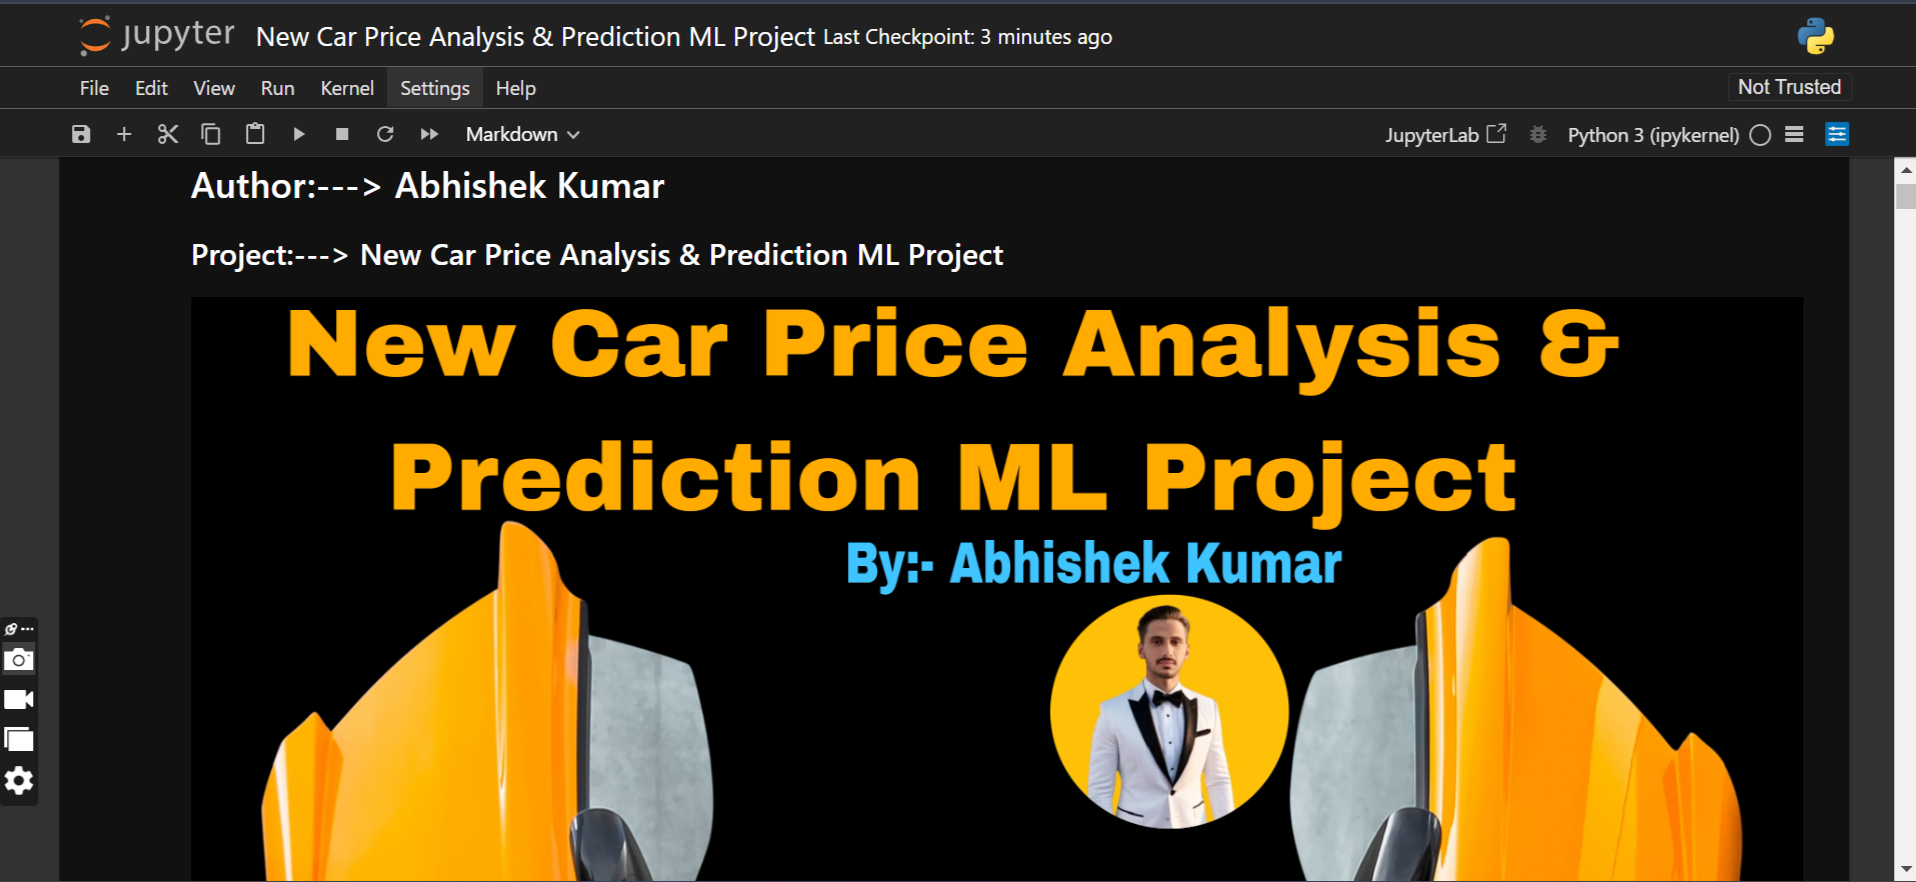 jupyter New Car Price Analysis & Prediction ML Project Last Checkpoint: 3 minutes ago
File Edit View Run Kernel Settings Help Not Trusted
Markdown JupyterLab Python 3 (ipykernel)
Author:---> Abhishek Kumar
Project:---> New Car Price Analysis & Prediction ML Project
New Car Price Analysis &
Prediction ML Project
By:- Abhishek Kumar